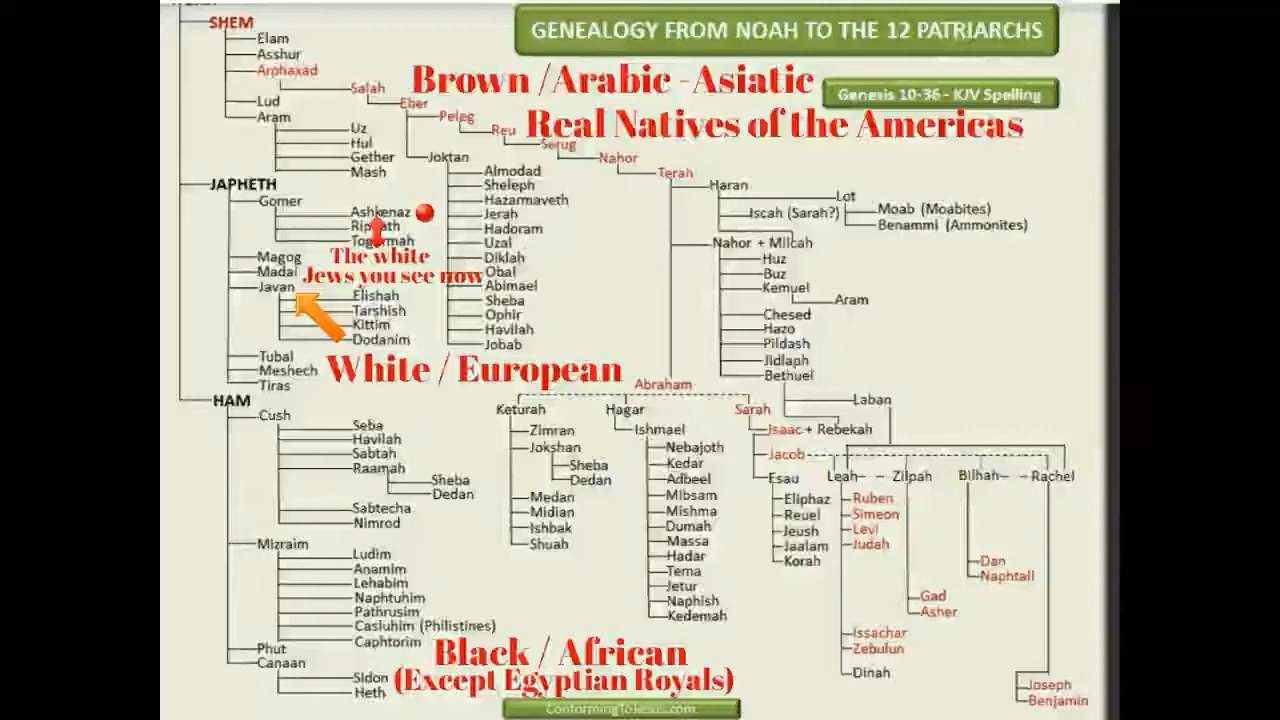 GENEALOGY FROM NOAH TO THE 12 PATRIARCHS
Genesis 10-36 - KJV Spelling
Brown /Arabic -Asiatic
Real Natives of the Americas
SHEM
Elam
Asshur
Arphaxad
Salah
Eber
Peleg
Reu
Serug
Nahor
Terah
Lud
Aram
Uz
Hul
Gether
Mash
Joktan
Almodad
Sheleph
Hazarmaveth
Jerah
Hadoram
Uzal
Diklah
Obal
Abimael
Sheba
Ophir
Havilah
Jobab
Haran
Lot
Iscah (Sarah?)
Moab (Moabites)
Benammi (Ammonites)
Nahor + Milcah
Huz
Buz
Kemuel
Aram
Chesed
Hazo
Pildash
Jidlaph
Bethuel
Laban
JAPHETH
Gomer
Ashkenaz
Riphath
Togarmah
The white
Jews you see now
Magog
Madai
Javan
Elishah
Tarshish
Kittim
Dodanim
Tubal
Meshech
Tiras
White / European
HAM
Cush
Seba
Havilah
Sabtah
Raamah
Sheba
Dedan
Sabtecha
Nimrod
Mizraim
Ludim
Anamim
Lehabim
Naphtuhim
Pathrusim
Casluhim (Philistines)
Caphtorim
Phut
Canaan
Sidon
Heth
Black / African
(Except Egyptian Royals)
Abraham
Keturah
Hagar
Sarah
Zimran
Jokshan
Sheba
Dedan
Medan
Midian
Ishbak
Shuah
Ishmael
Nebajoth
Kedar
Adbeel
Mibsam
Mishma
Dumah
Massa
Hadar
Tema
Jetur
Naphish
Kedemah
Isaac + Rebekah
Jacob
Esau
Eliphaz
Reuel
Jeush
Jaalam
Korah
Leah
Zilpah
Bilhah
Rachel
Ruben
Simeon
Levi
Judah
Dan
Naphtali
Gad
Asher
Issachar
Zebulun
Dinah
Joseph
Benjamin
ConformingToJesus.com